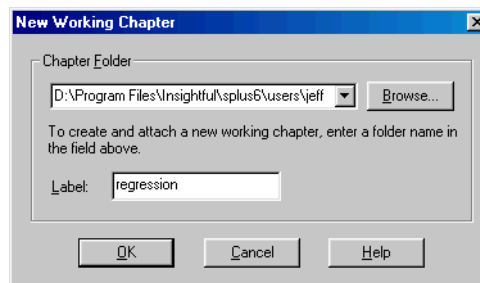 New Working Chapter
Chapter Folder
D:\Program Files\Insightful\splus6\users\jeff
Browse...
To create and attach a new working chapter, enter a folder name in
the field above.
Label:
regression
OK
Cancel
Help